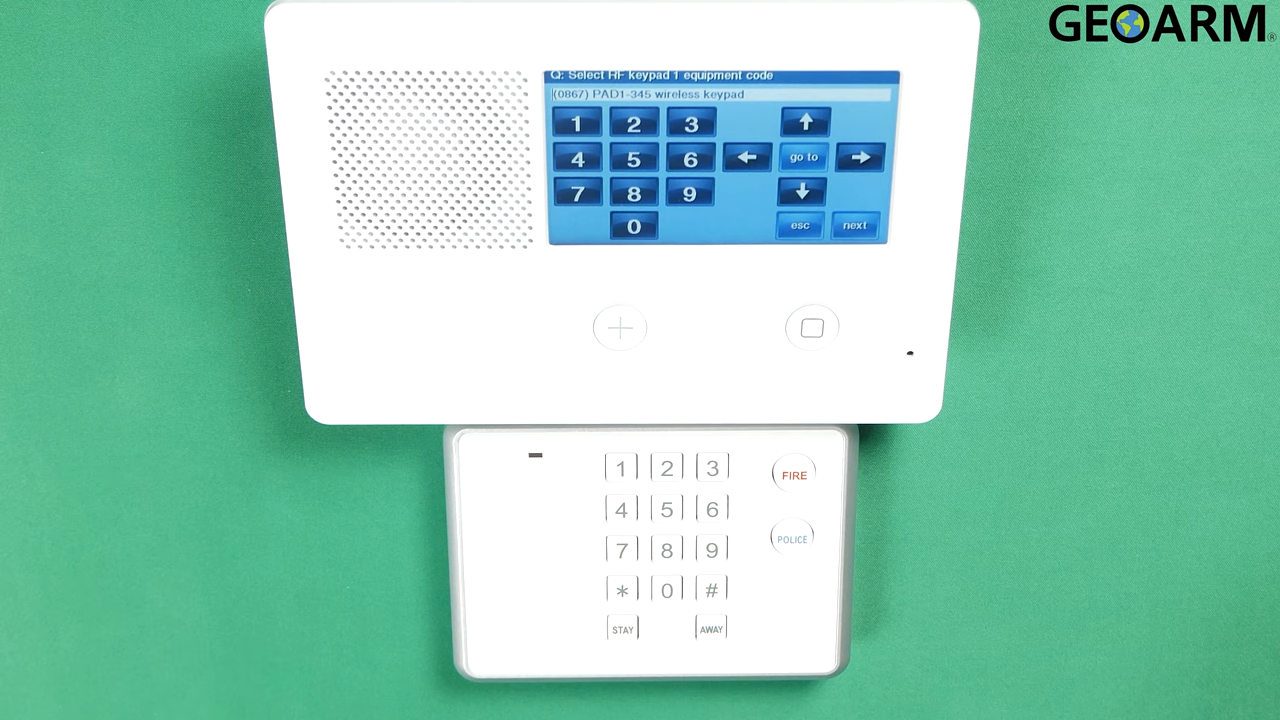 GEOARM®
Q: Select RF keypad 1 equipment code
(0867) PAD1-345 wireless keypad
1 2 3
4 5 6 go to
7 8 9
0 esc next
1 2 3 FIRE
4 5 6
POLICE
7 8 9
* 0 #
STAY AWAY